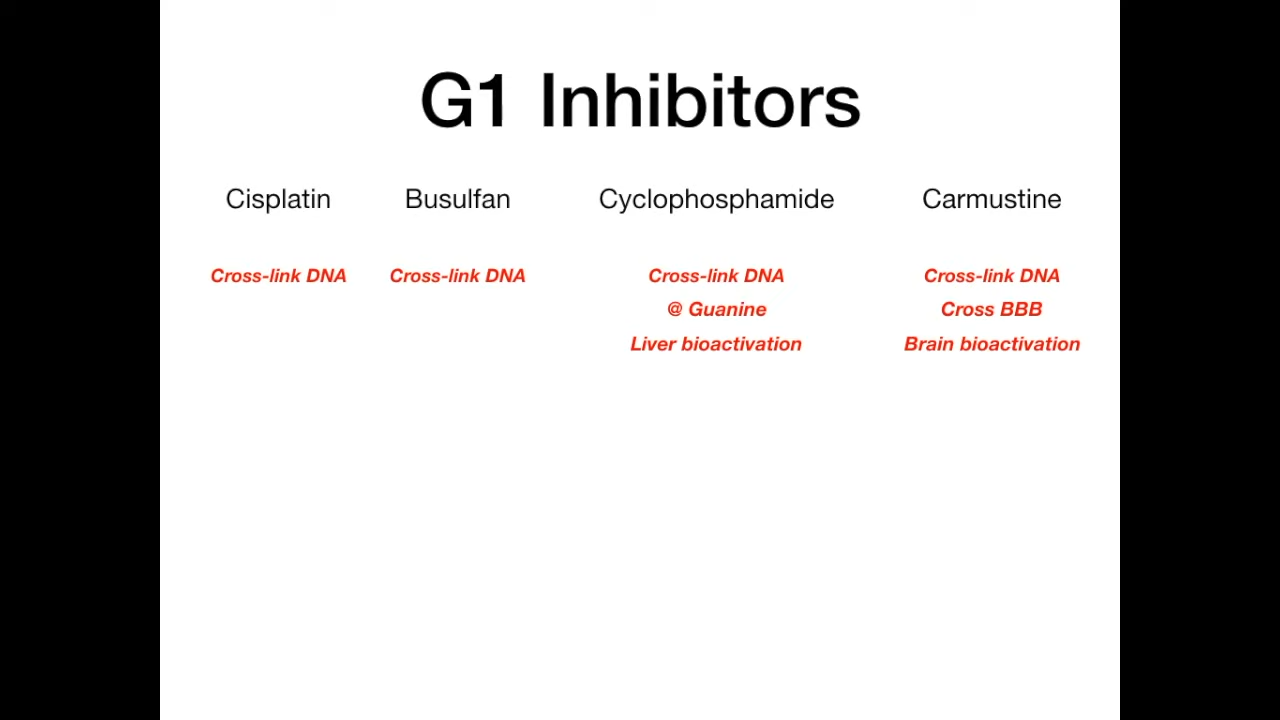 G1 Inhibitors
Cisplatin Busulfan Cyclophosphamide Carmustine
Cross-link DNA Cross-link DNA Cross-link DNA Cross-link DNA
@ Guanine Cross BBB
Liver bioactivation Brain bioactivation